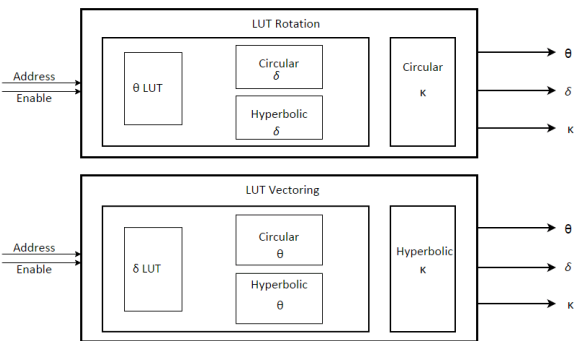 LUT Rotation
Address
Enable
θ LUT
Circular
δ
Hyperbolic
δ
Circular
κ
θ
δ
κ
LUT Vectoring
Address
Enable
δ LUT
Circular
θ
Hyperbolic
θ
Hyperbolic
κ
θ
δ
κ